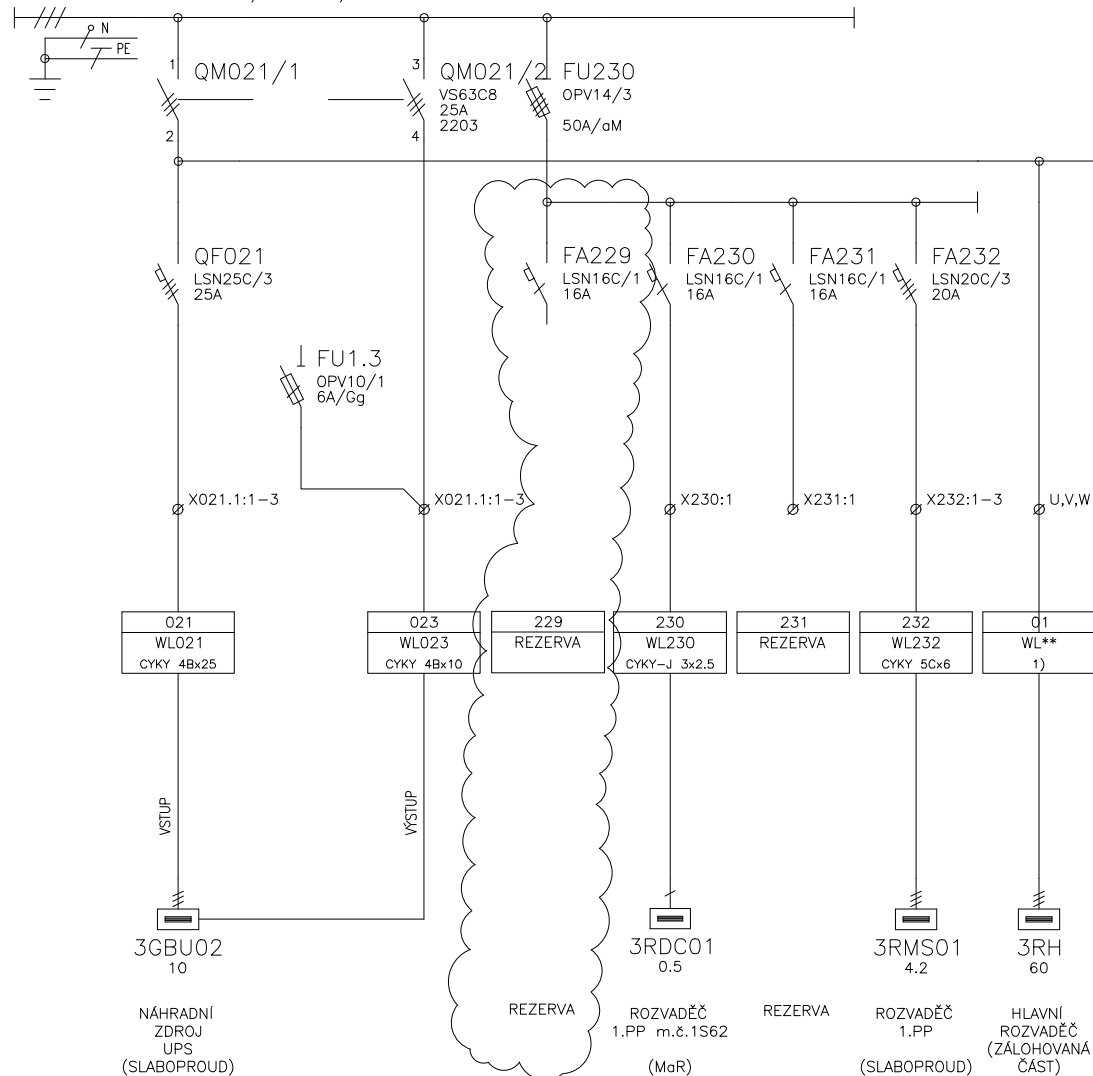 N
PE
1
QM021/1
2
3
QM021/2
VS63C8
25A
2203
4
FU230
OPV14/3
50A/aM
QF021
LSN25C/3
25A
FA229
LSN16C/1
16A
FA230
LSN16C/1
16A
FA231
LSN16C/1
16A
FA232
LSN20C/3
20A
FU1.3
OPV10/1
6A/Gg
X021.1:1-3
X021.1:1-3
X230:1
X231:1
X232:1-3
U,V,W
021
WL021
CYKY 4Bx25
023
WL023
CYKY 4Bx10
229
REZERVA
230
WL230
CYKY-J 3x2.5
231
REZERVA
232
WL232
CYKY 5Cx6
01
WL**
1)
VSTUP
VÝSTUP
3GBU02
10
3RDC01
0.5
3RMS01
4.2
3RH
60
NÁHRADNÍ
ZDROJ
UPS
(SLABOPROUD)
REZERVA
ROZVADĚČ
1.PP m.č.1S62
(MaR)
REZERVA
ROZVADĚČ
1.PP
(SLABOPROUD)
HLAVNÍ
ROZVADĚČ
(ZÁLOHOVANÁ
ČÁST)